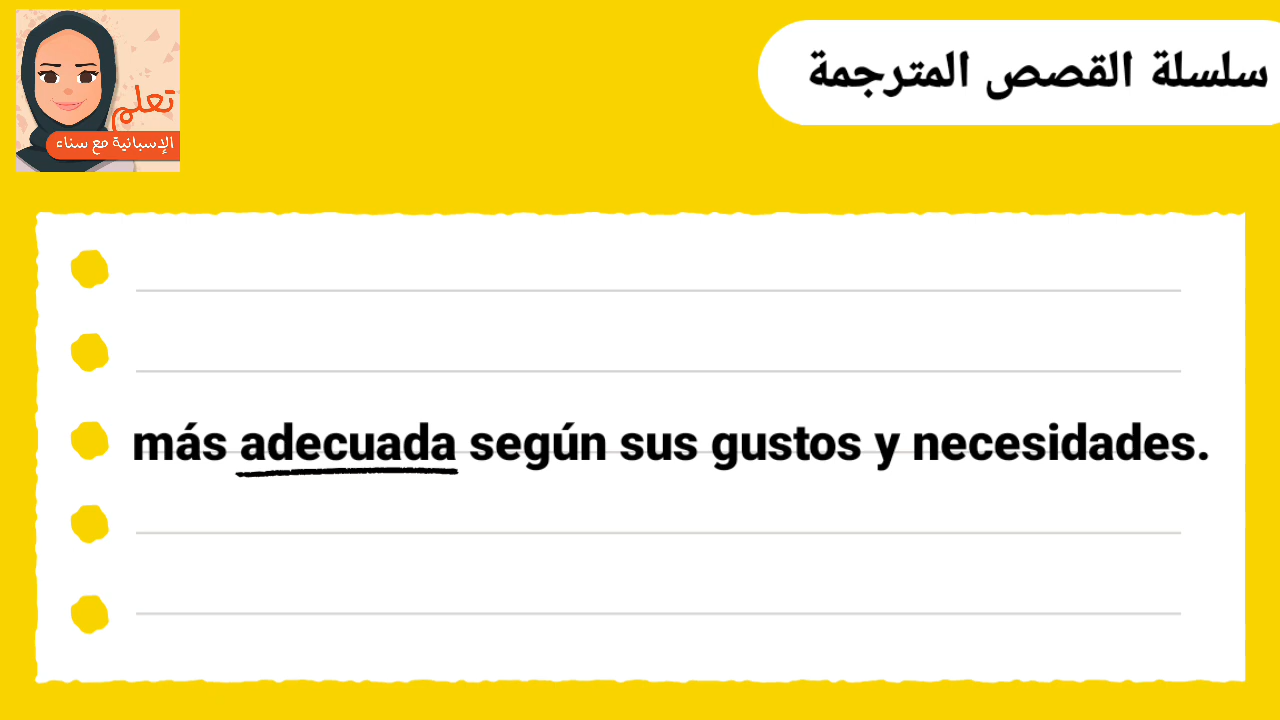 تعلم
الإسبانية مع سناء
سلسلة القصص المترجمة
más adecuada según sus gustos y necesidades.